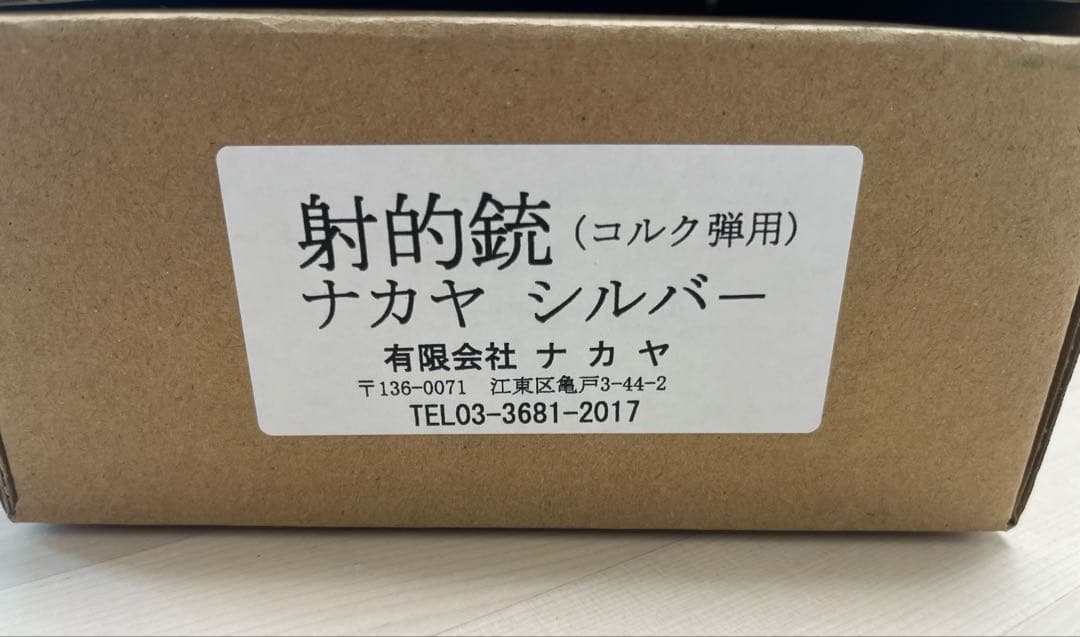 射的銃(コルク弾用)
ナカヤ シルバー
有限会社 ナカヤ
〒136-0071 江東区亀戸3-44-2
TEL03-3681-2017